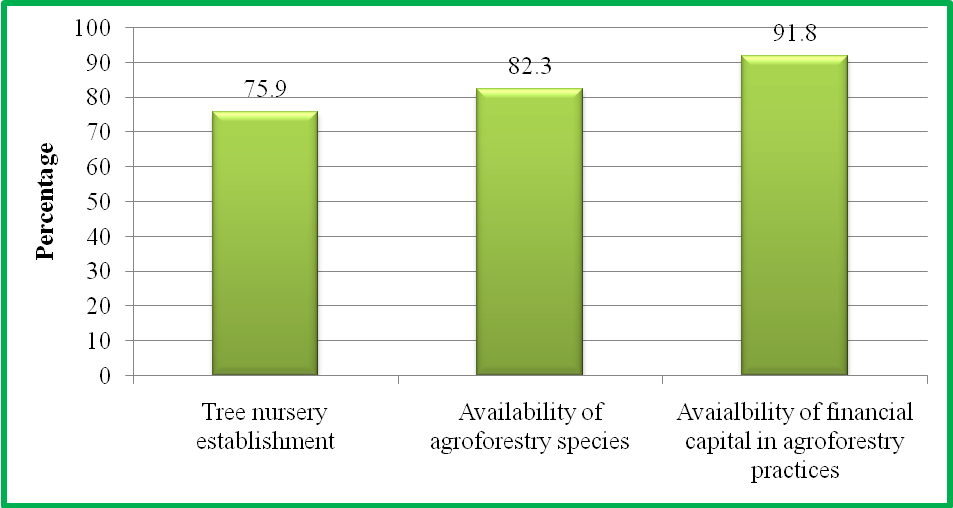 100
90
80
70
60
50
40
30
20
10
0
Percentage
75.9
82.3
91.8
Tree nursery
establishment
Availability of
agroforestry species
Avaialbility of financial
capital in agroforestry
practices